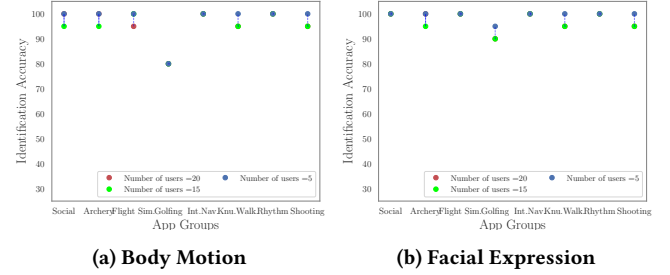 100
90
80
70
60
50
40
30
Identification Accuracy
Number of users =20
Number of users =15
Number of users =5
Social Archery Flight Sim. Golfing Int.Nav Knu.Walk Rhythm Shooting
App Groups
(a) Body Motion
100
90
80
70
60
50
40
30
Identification Accuracy
Number of users =20
Number of users =15
Number of users =5
Social Archery Flight Sim. Golfing Int.Nav Knu.Walk Rhythm Shooting
App Groups
(b) Facial Expression